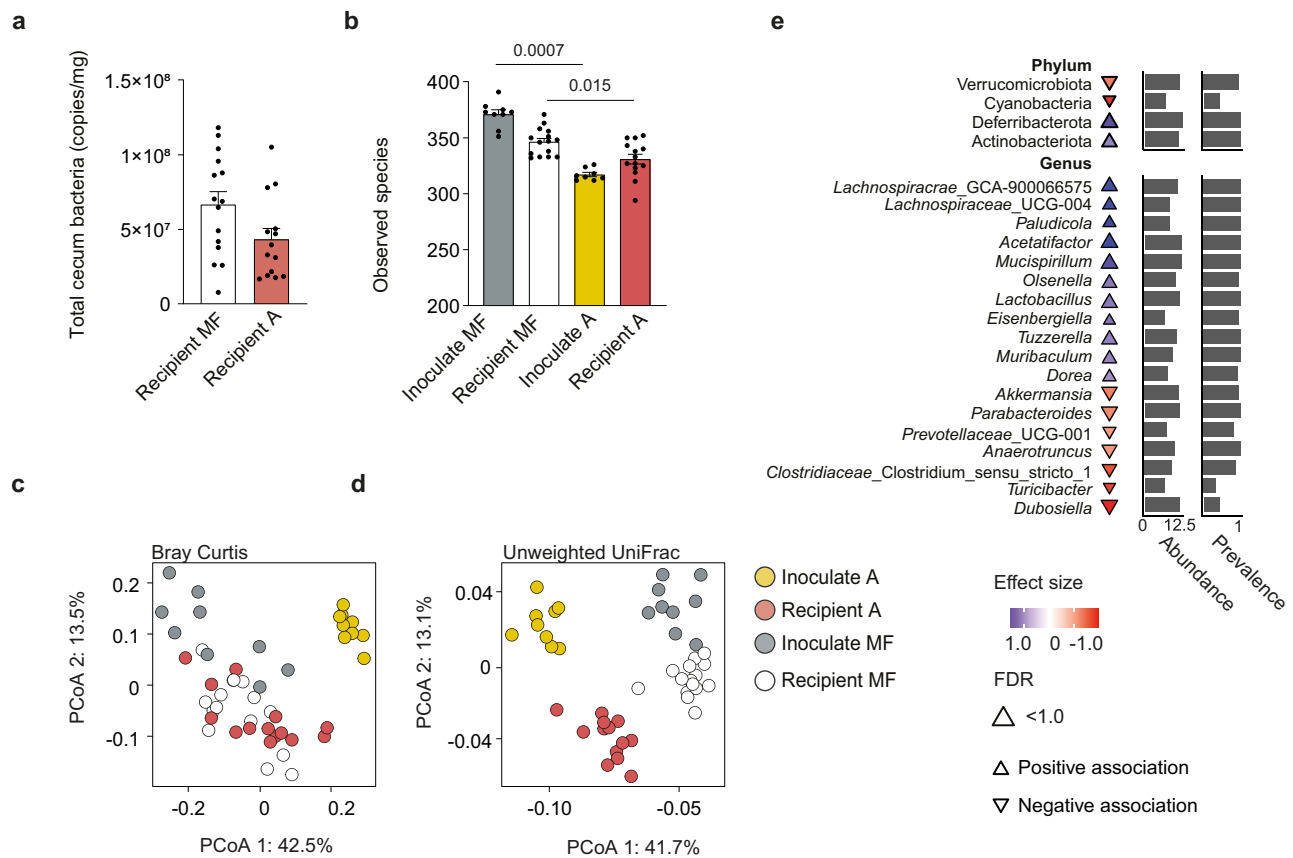 a
Total cecum bacteria (copies/mg)
1.5×10⁸
1×10⁸
5×10⁷
0
Recipient MF
Recipient A
b
0.0007
0.015
Observed species
400
350
300
250
200
Inoculate MF
Recipient MF
Inoculate A
Recipient A
c
Bray Curtis
PCoA 2: 13.5%
0.2
0.1
0
-0.1
-0.2
0
0.2
PCoA 1: 42.5%
d
Unweighted UniFrac
PCoA 2: 13.1%
0.04
0
-0.04
-0.10
-0.05
PCoA 1: 41.7%
Inoculate A
Recipient A
Inoculate MF
Recipient MF
e
Phylum
Verrucomicrobiota
Cyanobacteria
Deferribacterota
Actinobacteriota
Genus
Lachnospiracrae_GCA-900066575
Lachnospiraceae_UCG-004
Paludicola
Acetatifactor
Mucispirillum
Olsenella
Lactobacillus
Eisenbergiella
Tuzzerella
Muribaculum
Dorea
Akkermansia
Parabacteroides
Prevotellaceae_UCG-001
Anaerotruncus
Clostridiaceae_Clostridium_sensu_stricto_1
Turicibacter
Dubosiella
0 12.5
1
Abundance
Prevalence
Effect size
1.0 0 -1.0
FDR
<1.0
Positive association
Negative association